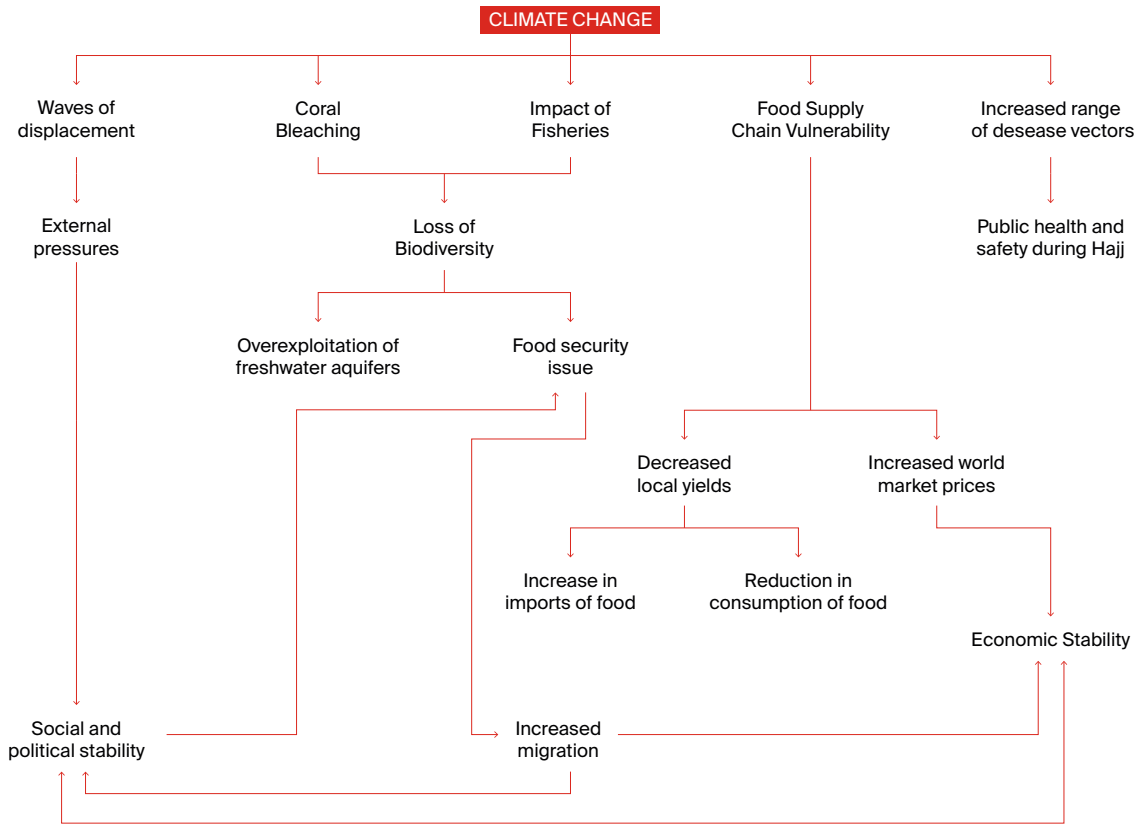 CLIMATE CHANGE
Waves of
displacement
Coral
Bleaching
Impact of
Fisheries
Food Supply
Chain Vulnerability
Increased range
of desease vectors
External
pressures
Loss of
Biodiversity
Public health and
safety during Hajj
Overexploitation of
freshwater aquifers
Food security
issue
Decreased
local yields
Increased world
market prices
Increase in
imports of food
Reduction in
consumption of food
Economic Stability
Social and
political stability
Increased
migration